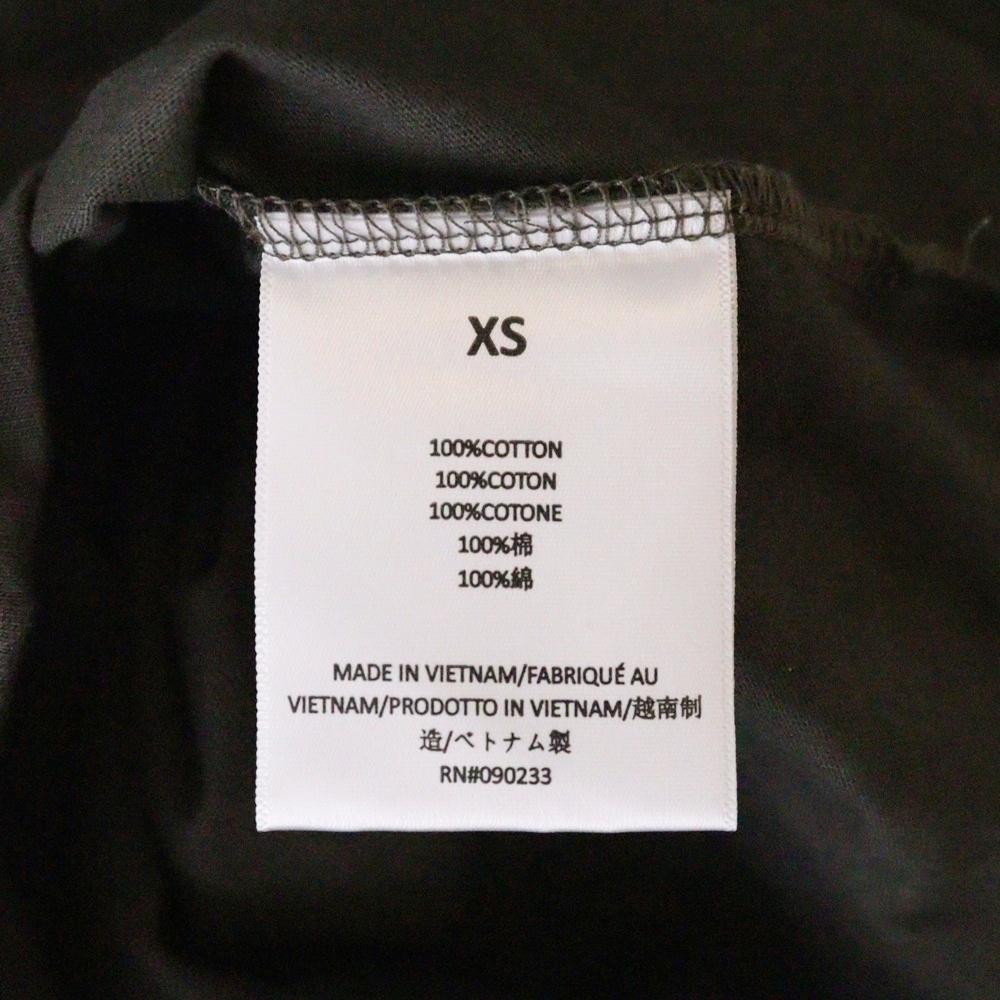 XS
100%COTTON
100%COTON
100%COTONE
100%棉
100%綿
MADE IN VIETNAM/FABRIQUÉ AU
VIETNAM/PRODOTTO IN VIETNAM/越南制
造/ベトナム製
RN#090233